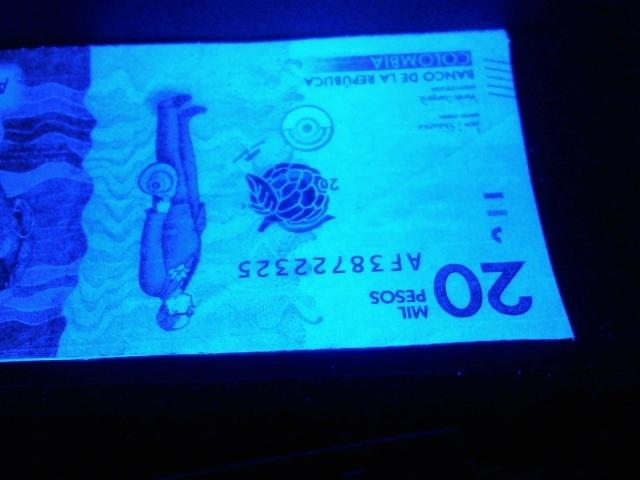 20
MIL
PESOS
AF38722325
20
BANCO DE LA REPÚBLICA
COLOMBIA